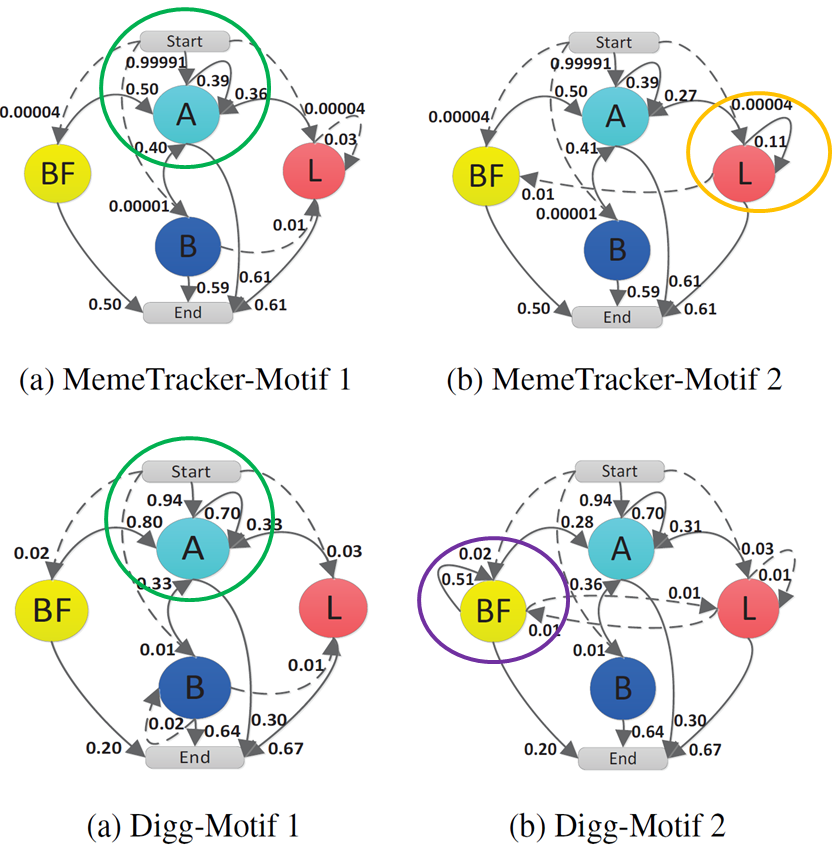 Start
0.99991
0.39
0.50
0.36
A
0.00004
0.00004
0.03
0.40
BF
L
0.00001
0.01
B
0.61
0.59
0.50
0.61
End
(a) MemeTracker-Motif 1
Start
0.99991
0.39
0.50
0.27
A
0.00004
0.00004
0.11
0.41
BF
L
0.01
0.00001
B
0.61
0.59
0.50
0.61
End
(b) MemeTracker-Motif 2
Start
0.94
0.70
0.80
0.33
A
0.02
0.03
0.33
BF
L
0.01
0.01
B
0.02
0.64
0.30
0.20
0.67
End
(a) Digg-Motif 1
Start
0.94
0.70
0.28
0.31
A
0.02
0.03
0.51
0.01
0.36
0.01
BF
L
0.01
0.01
B
0.64
0.30
0.20
0.67
End
(b) Digg-Motif 2